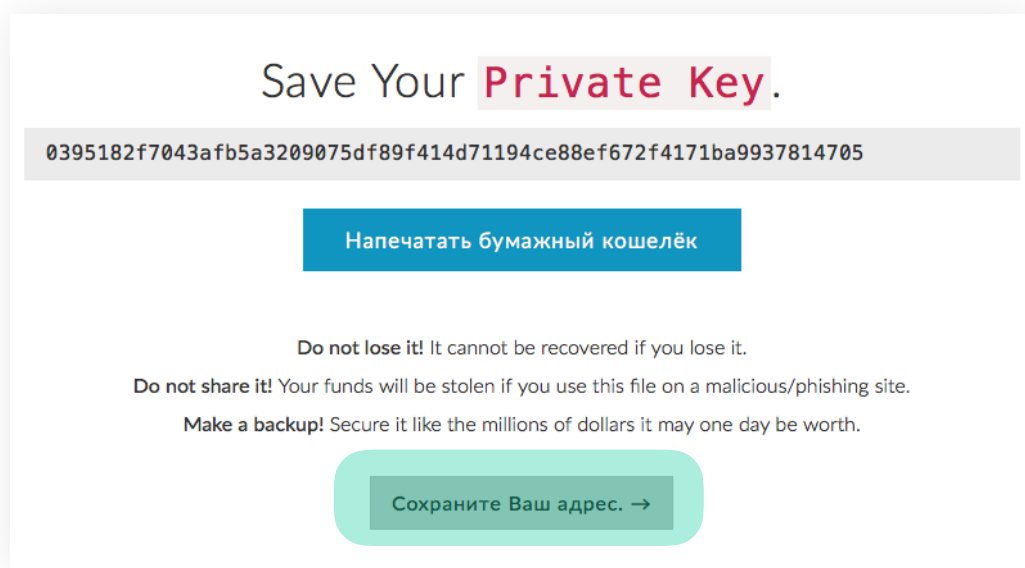 Save Your Private Key.
0395182f7043afb5a3209075df89f414d71194ce88ef672f4171ba9937814705
Напечатать бумажный кошелёк
Do not lose it! It cannot be recovered if you lose it.
Do not share it! Your funds will be stolen if you use this file on a malicious/phishing site.
Make a backup! Secure it like the millions of dollars it may one day be worth.
Сохраните Ваш адрес. →